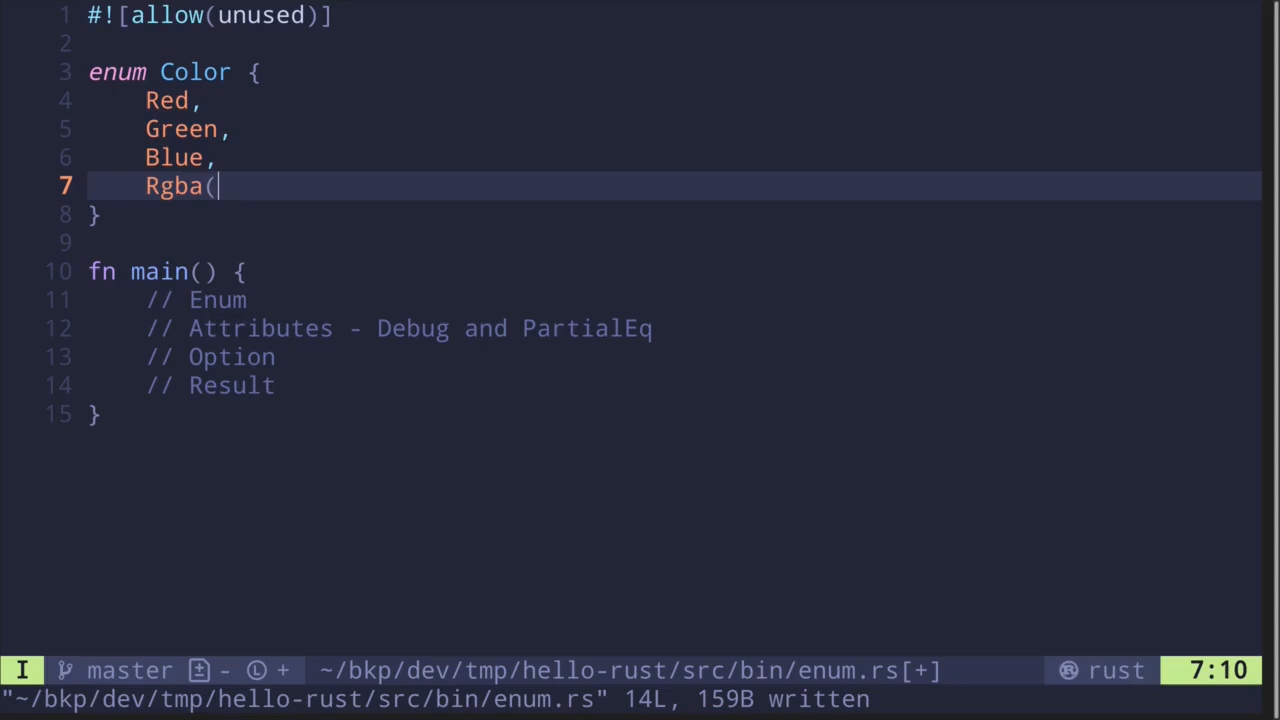 1 #![allow(unused)]
2
3 enum Color {
4     Red,
5     Green,
6     Blue,
7     Rgba(
8 }
9
10 fn main() {
11     // Enum
12     // Attributes - Debug and PartialEq
13     // Option
14     // Result
15 }
I master - Ⓛ + ~/bkp/dev/tmp/hello-rust/src/bin/enum.rs[+] rust 7:10
"~/bkp/dev/tmp/hello-rust/src/bin/enum.rs" 14L, 159B written